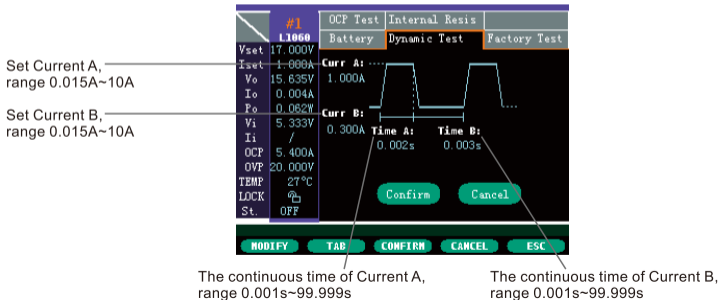 #1
L1060
OCP Test Internal Resis
Battery Dynamic Test Factory Test
Vset 17.000V
Iset 1.000A
Vo 15.635V
Io 0.004A
Po 0.062W
Vi 5.333V
Ii /
OCP 5.400A
OVP 20.000V
TEMP 27°C
LOCK
St. OFF
Curr A:
1.000A
Curr B:
0.300A
Time A: Time B:
0.002s 0.003s
Confirm Cancel
MODIFY TAB CONFIRM CANCEL ESC
Set Current A,
range 0.015A~10A
Set Current B,
range 0.015A~10A
The continuous time of Current A,
range 0.001s~99.999s
The continuous time of Current B,
range 0.001s~99.999s